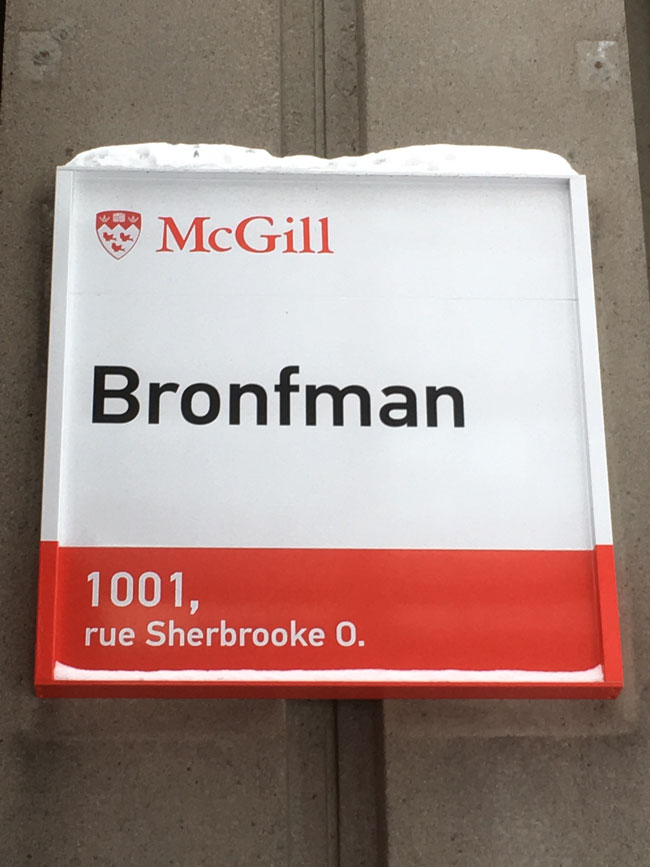 McGill
Bronfman
1001,
rue Sherbrooke O.